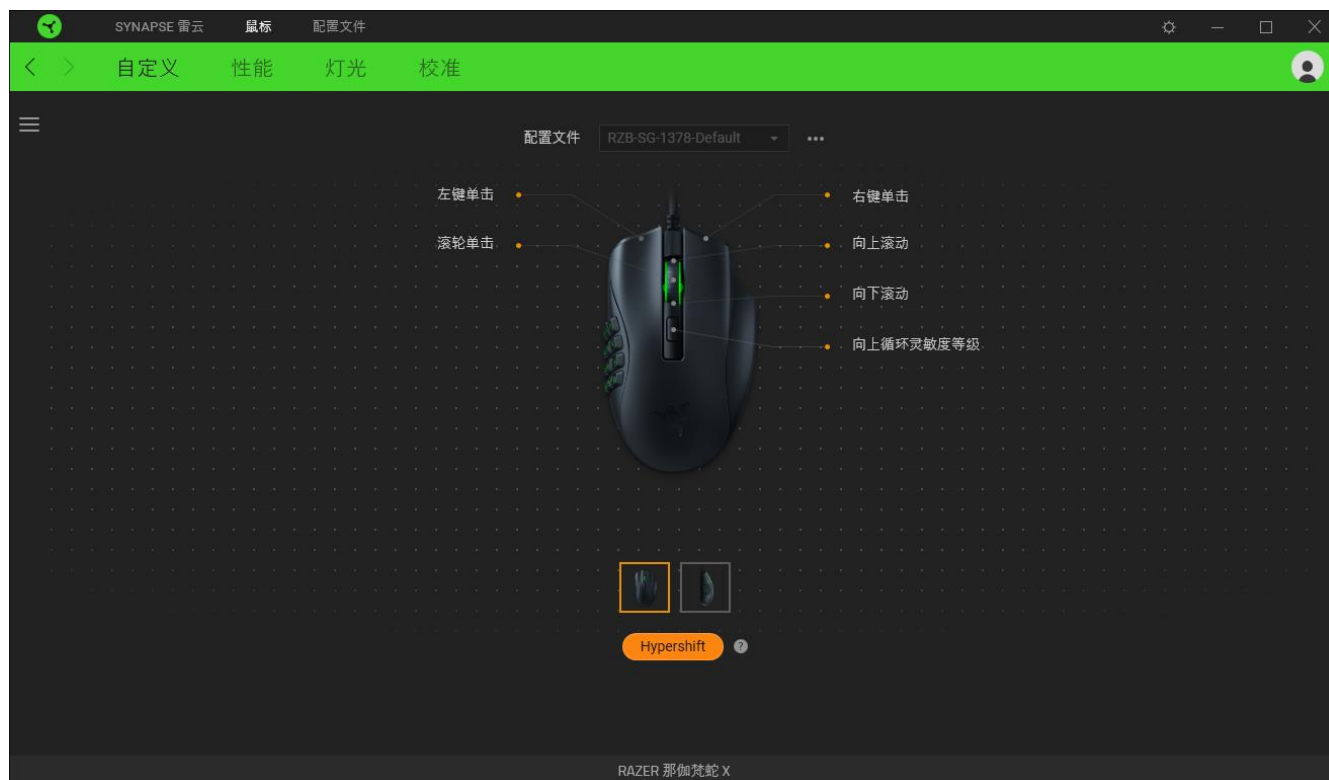 SYNAPSE 雷云 鼠标 配置文件
自定义 性能 灯光 校准
配置文件 RZB-SG-1378-Default
左键单击 右键单击
滚轮单击 向上滚动
向下滚动
向上循环灵敏度等级
Hypershift ?
RAZER 那伽梵蛇 X